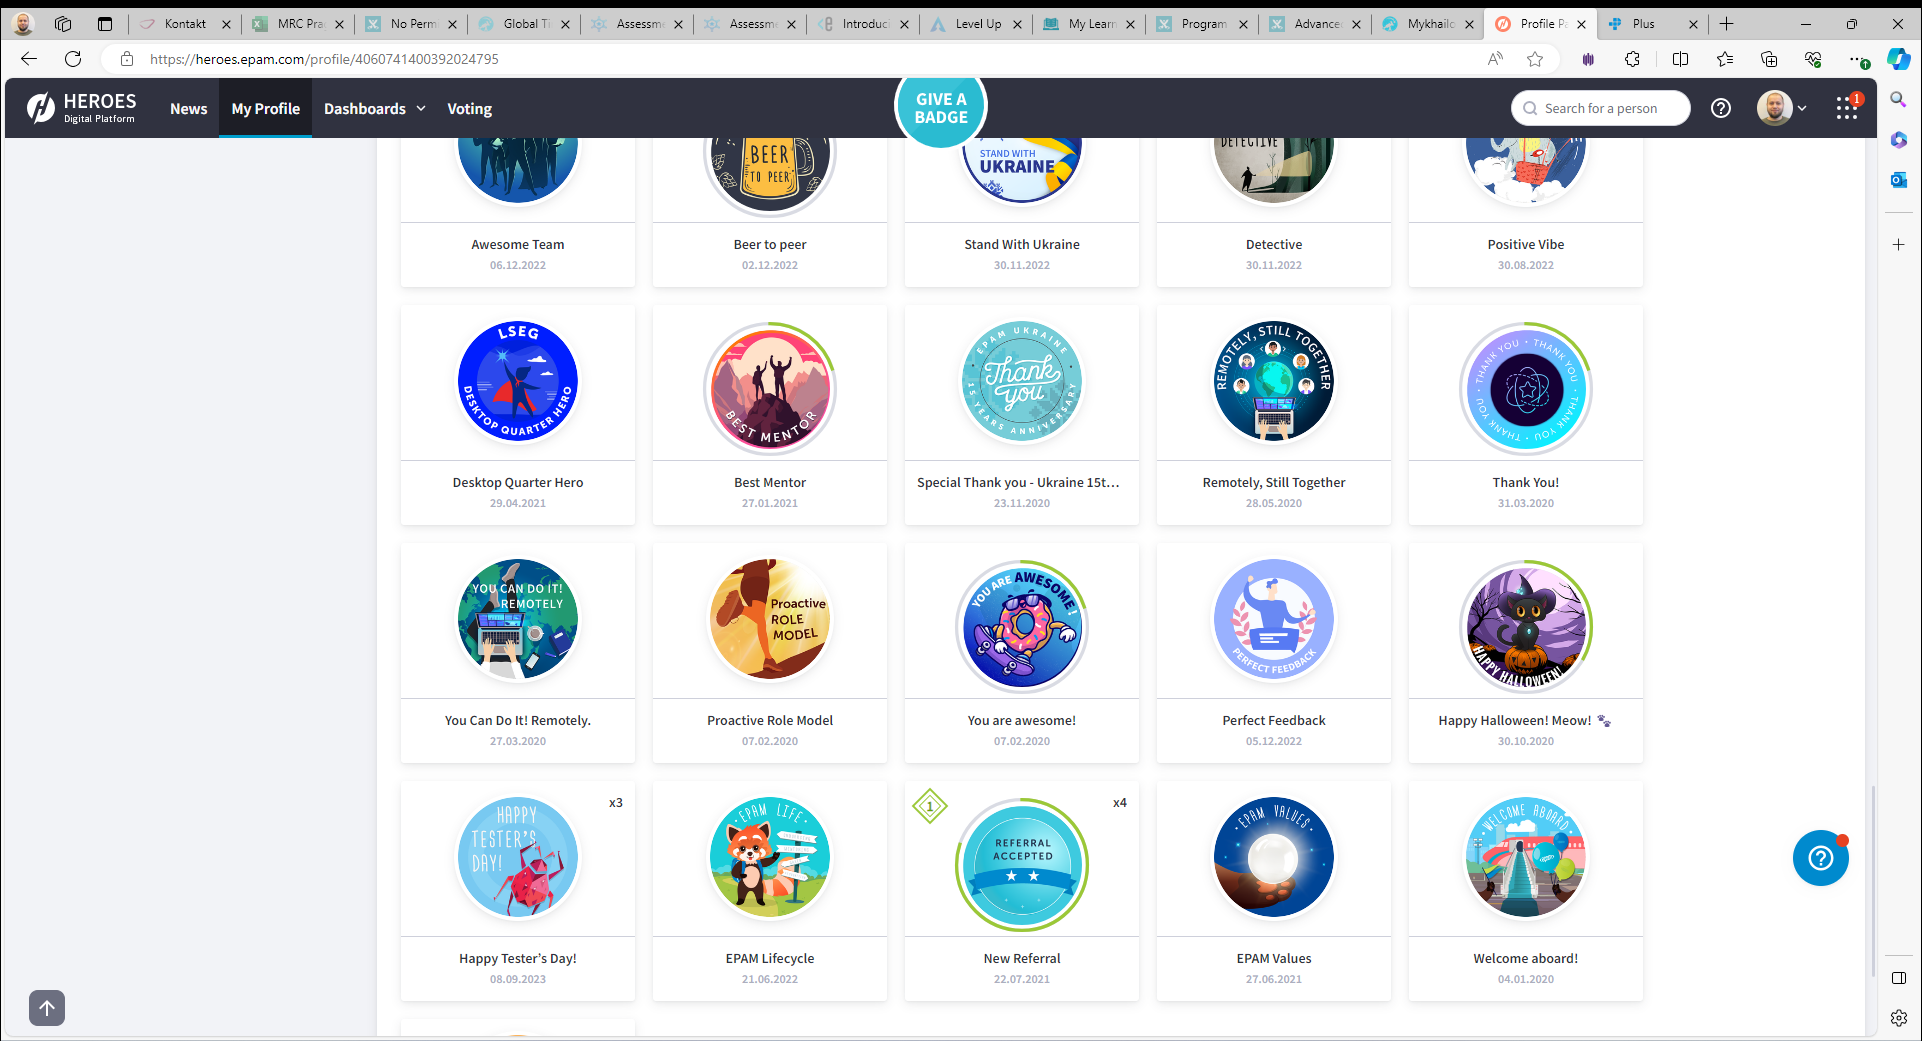 Kontakt
MRC Pra
No Perm
Global Ti
Assessme
Assessme
Introduci
Level Up
My Learn
Program
Advance
Mykhailo
Profile Pa
Plus
https://heroes.epam.com/profile/4060741400392024795
HEROES
Digital Platform
News
My Profile
Dashboards
Voting
GIVE A
BADGE
Search for a person
1
BEER
TO PEER
STAND WITH
UKRAINE
DETECTIVE
Awesome Team
06.12.2022
Beer to peer
02.12.2022
Stand With Ukraine
30.11.2022
Detective
30.11.2022
Positive Vibe
30.08.2022
LSEG
DESKTOP QUARTER HERO
BEST MENTOR
EPAM UKRAINE
Thank
you
15 YEARS ANNIVERSARY
REMOTELY, STILL TOGETHER
THANK YOU · THANK YOU · THANK YOU · THANK YOU · THANK YOU
Desktop Quarter Hero
29.04.2021
Best Mentor
27.01.2021
Special Thank you - Ukraine 15t...
23.11.2020
Remotely, Still Together
28.05.2020
Thank You!
31.03.2020
YOU CAN DO IT!
REMOTELY
Proactive
ROLE
MODEL
YOU ARE AWESOME!
PERFECT FEEDBACK
HAPPY HALLOWEEN!
You Can Do It! Remotely.
27.03.2020
Proactive Role Model
07.02.2020
You are awesome!
07.02.2020
Perfect Feedback
05.12.2022
Happy Halloween! Meow! 🐾
30.10.2020
x3
HAPPY
TESTER'S
DAY!
· EPAM LIFE ·
1
x4
REFERRAL
ACCEPTED
· EPAM VALUES ·
· WELCOME ABOARD ·
Happy Tester's Day!
08.09.2023
EPAM Lifecycle
21.06.2022
New Referral
22.07.2021
EPAM Values
27.06.2021
Welcome aboard!
04.01.2020